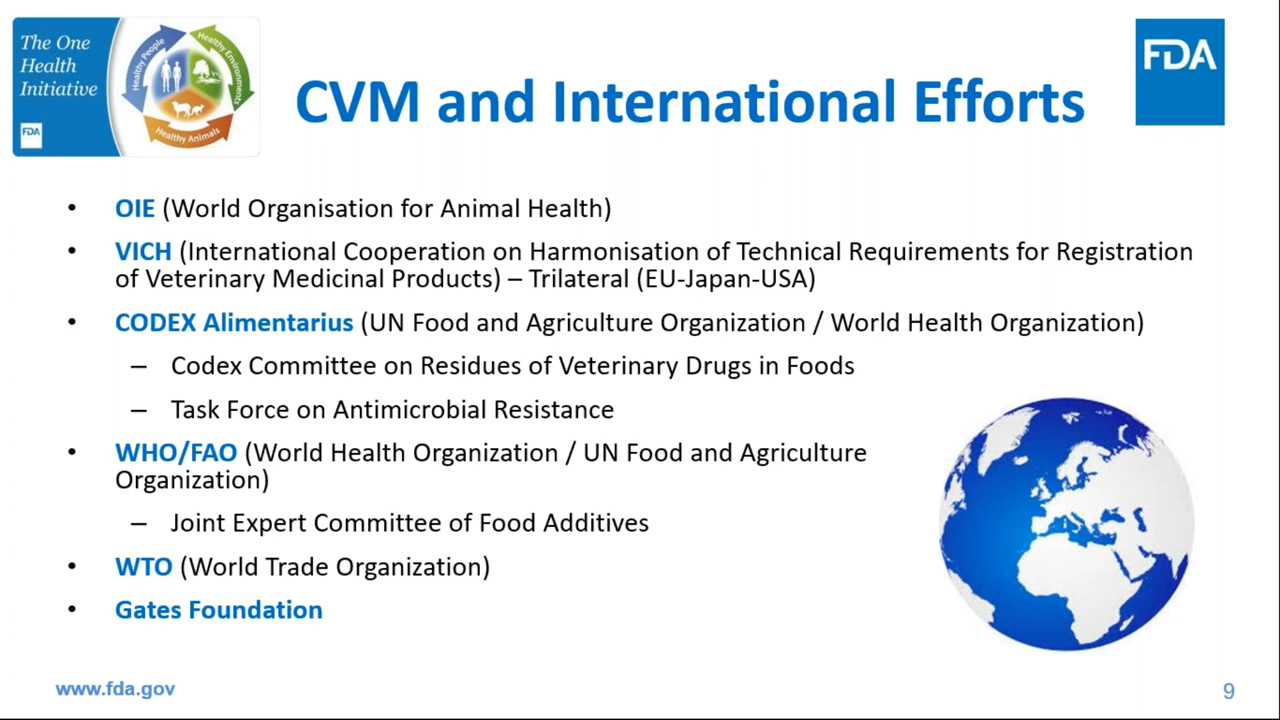 The One
Health
Initiative
FDA
Healthy People
Healthy Environments
Healthy Animals
CVM and International Efforts
FDA
• OIE (World Organisation for Animal Health)
• VICH (International Cooperation on Harmonisation of Technical Requirements for Registration
of Veterinary Medicinal Products) – Trilateral (EU-Japan-USA)
• CODEX Alimentarius (UN Food and Agriculture Organization / World Health Organization)
– Codex Committee on Residues of Veterinary Drugs in Foods
– Task Force on Antimicrobial Resistance
• WHO/FAO (World Health Organization / UN Food and Agriculture
Organization)
– Joint Expert Committee of Food Additives
• WTO (World Trade Organization)
• Gates Foundation
www.fda.gov
9